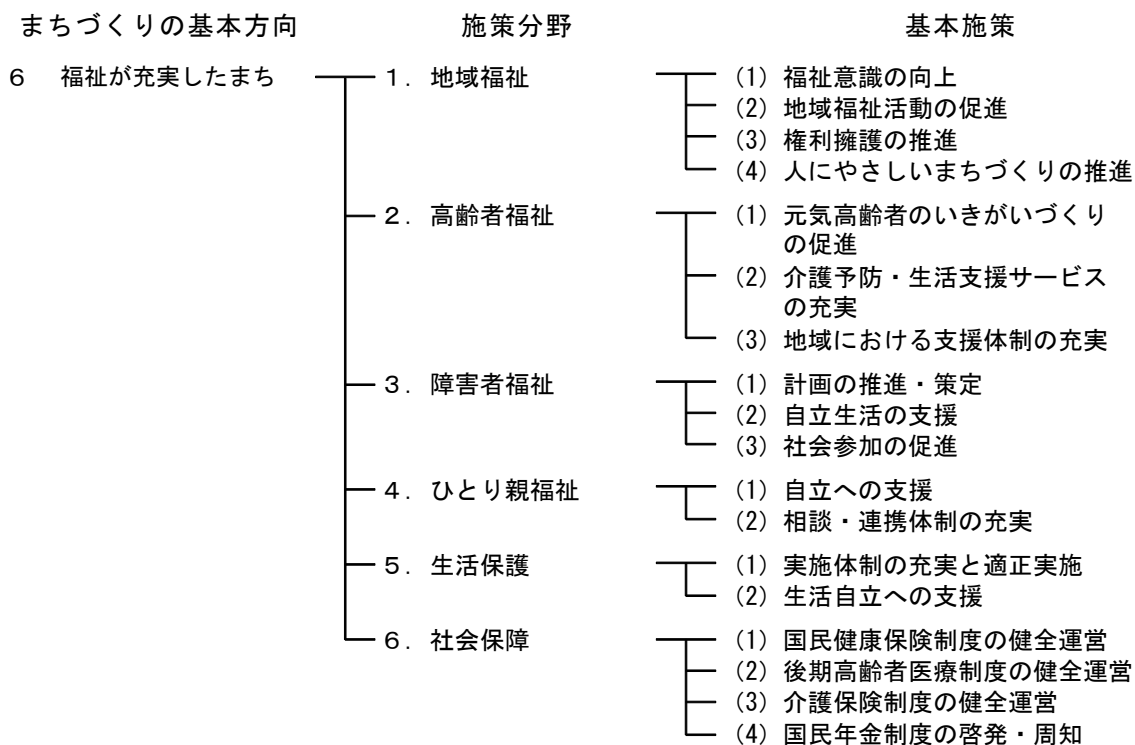 まちづくりの基本方向 施策分野 基本施策
6 福祉が充実したまち 1．地域福祉 (1) 福祉意識の向上
(2) 地域福祉活動の促進
(3) 権利擁護の推進
(4) 人にやさしいまちづくりの推進
2．高齢者福祉 (1) 元気高齢者のいきがいづくり
の促進
(2) 介護予防・生活支援サービス
の充実
(3) 地域における支援体制の充実
3．障害者福祉 (1) 計画の推進・策定
(2) 自立生活の支援
(3) 社会参加の促進
4．ひとり親福祉 (1) 自立への支援
(2) 相談・連携体制の充実
5．生活保護 (1) 実施体制の充実と適正実施
(2) 生活自立への支援
6．社会保障 (1) 国民健康保険制度の健全運営
(2) 後期高齢者医療制度の健全運営
(3) 介護保険制度の健全運営
(4) 国民年金制度の啓発・周知